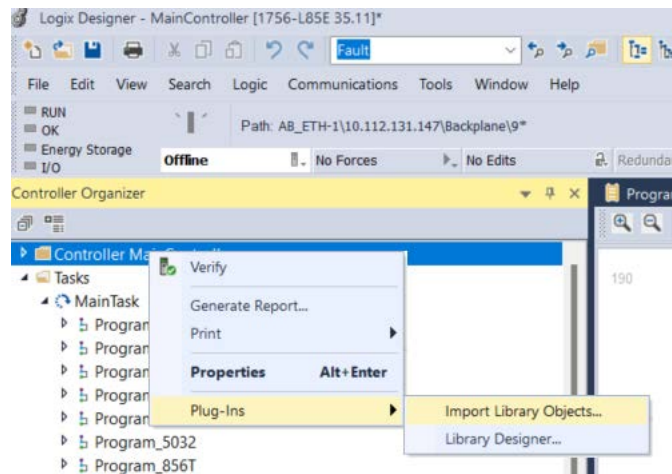 Logix Designer - MainController [1756-L85E 35.11]*
Fault
File Edit View Search Logic Communications Tools Window Help
RUN
OK
Energy Storage
I/O
Path: AB_ETH-1\10.112.131.147\Backplane\9*
Offline No Forces No Edits Redunda
Controller Organizer
Progra
Controller Ma
Tasks
MainTask
Program
Program
Program
Program
Program
Program_5032
Program_856T
Verify
Generate Report...
Print
Properties Alt+Enter
Plug-Ins
Import Library Objects...
Library Designer...
190